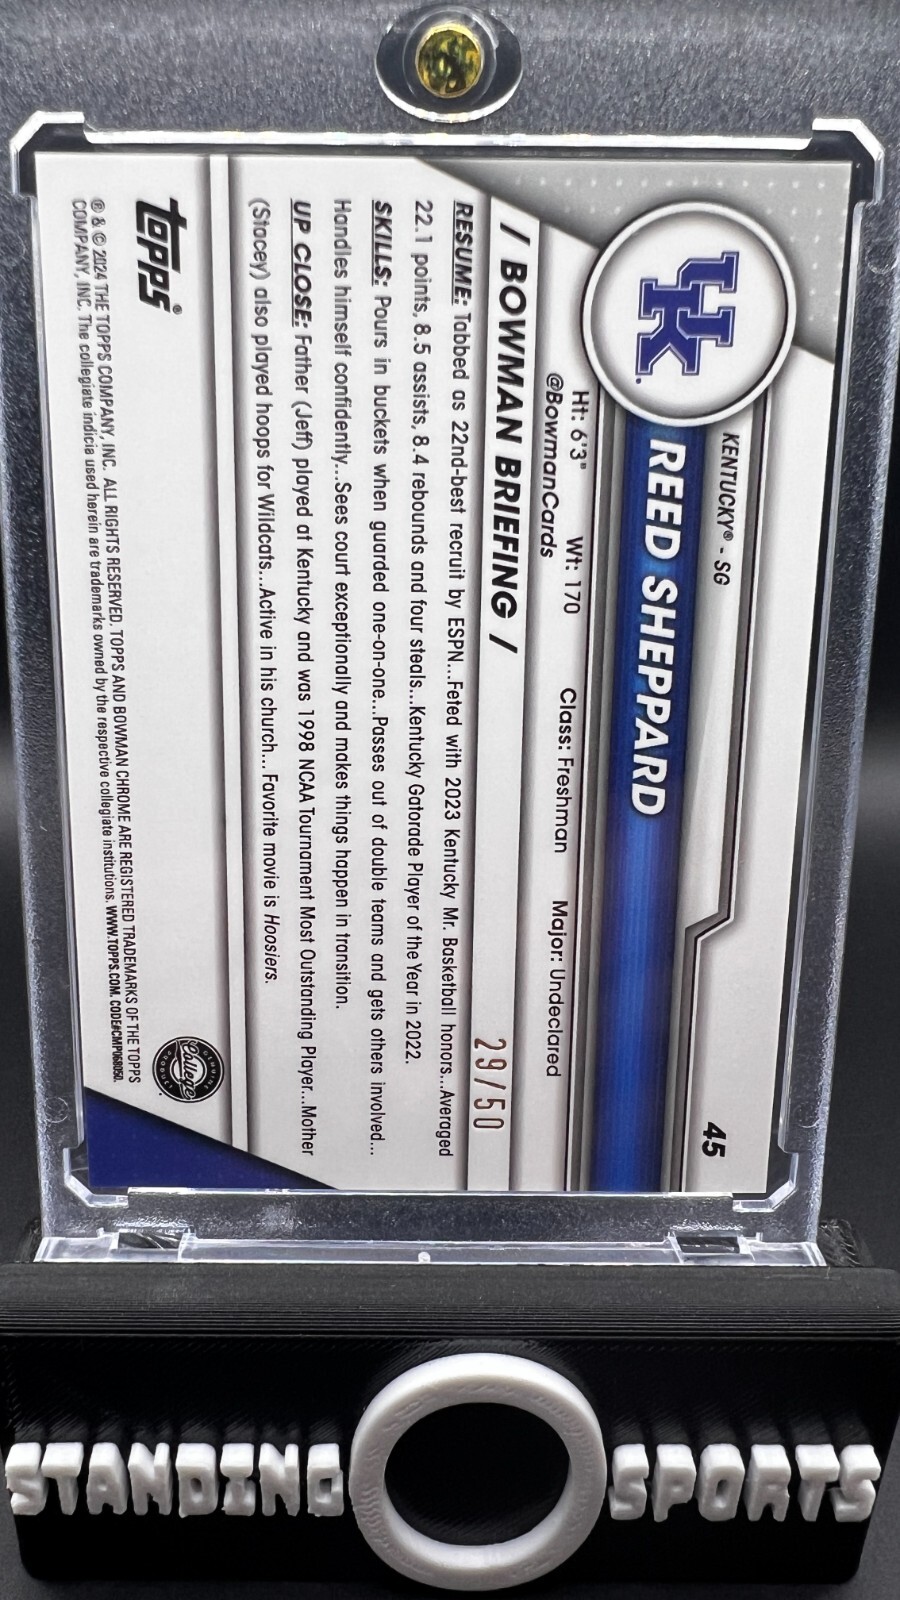 45
KENTUCKY® - SG
REED SHEPPARD
UK
Ht: 6'3" Wt: 170 Class: Freshman Major: Undeclared
@BowmanCards
/ BOWMAN BRIEFING /
29/50
RESUME: Tabbed as 22nd-best recruit by ESPN...Feted with 2023 Kentucky Mr. Basketball honors...Averaged
22.1 points, 8.5 assists, 8.4 rebounds and four steals...Kentucky Gatorade Player of the Year in 2022.
SKILLS: Pours in buckets when guarded one-on-one...Passes out of double teams and gets others involved...
Handles himself confidently...Sees court exceptionally and makes things happen in transition.
UP CLOSE: Father (Jeff) played at Kentucky and was 1998 NCAA Tournament Most Outstanding Player...Mother
(Stacey) also played hoops for Wildcats...Active in his church... Favorite movie is Hoosiers.
topps®
GENUINE
College
PRODUCT
® & © 2024 THE TOPPS COMPANY, INC. ALL RIGHTS RESERVED. TOPPS AND BOWMAN CHROME ARE REGISTERED TRADEMARKS OF THE TOPPS
COMPANY, INC. The collegiate indicia used herein are trademarks owned by the respective collegiate institutions. WWW.TOPPS.COM. CODE#CMP068050.
STANDING O SPORTS